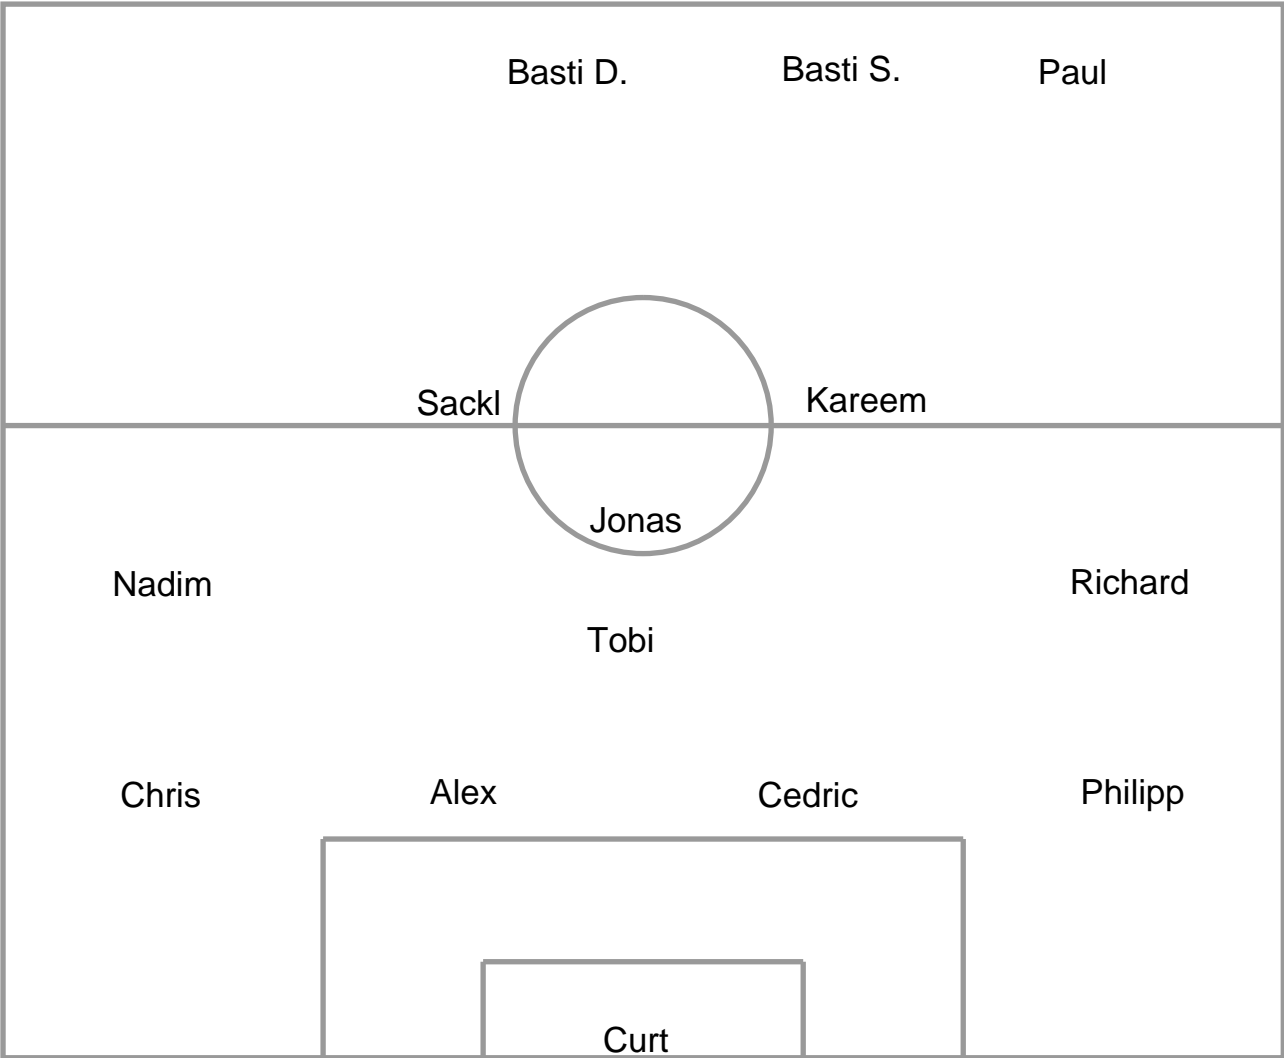 Basti D.
Basti S.
Paul
Sackl
Kareem
Jonas
Nadim
Richard
Tobi
Chris
Alex
Cedric
Philipp
Curt